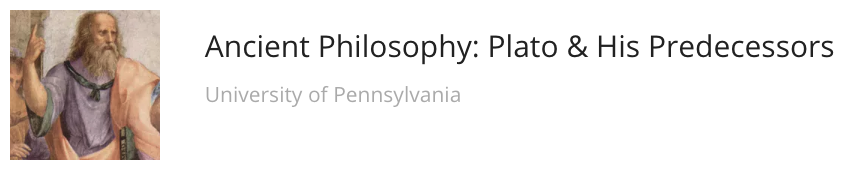 Ancient Philosophy: Plato & His Predecessors
University of Pennsylvania